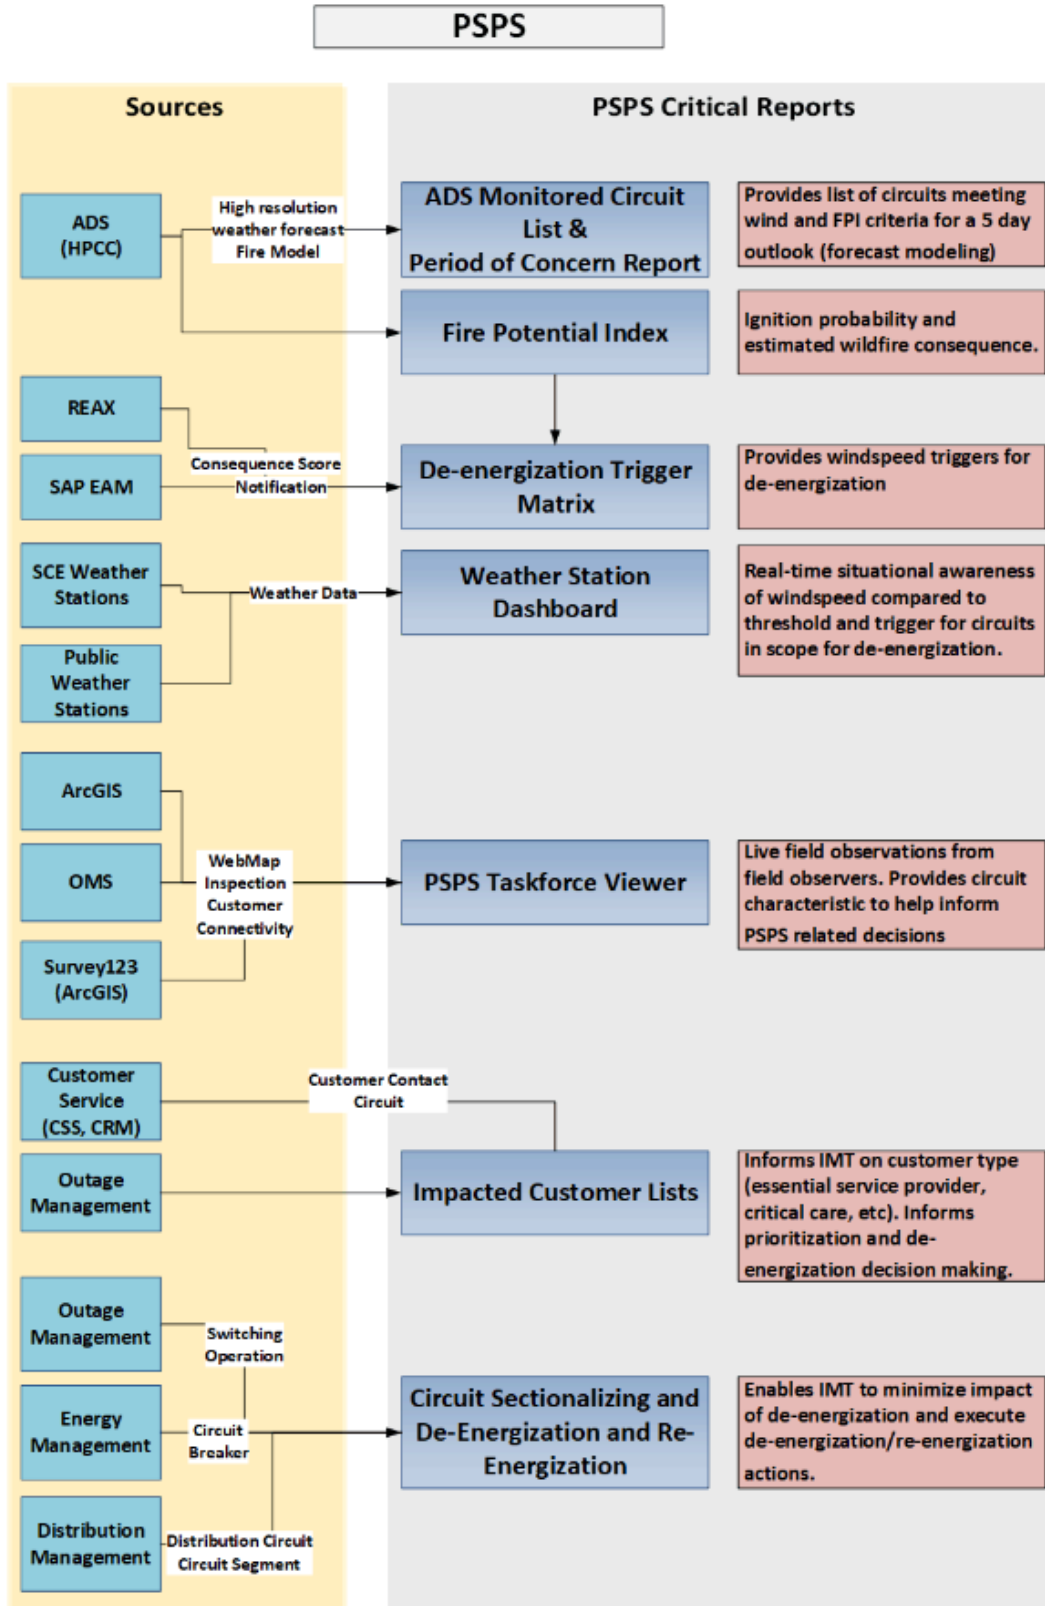 PSPS
Sources
PSPS Critical Reports
ADS
(HPCC)
High resolution
weather forecast
Fire Model
ADS Monitored Circuit
List &
Period of Concern Report
Provides list of circuits meeting
wind and FPI criteria for a 5 day
outlook (forecast modeling)
Fire Potential Index
Ignition probability and
estimated wildfire consequence.
REAX
SAP EAM
Consequence Score
Notification
De-energization Trigger
Matrix
Provides windspeed triggers for
de-energization
SCE Weather
Stations
Public
Weather
Stations
Weather Data
Weather Station
Dashboard
Real-time situational awareness
of windspeed compared to
threshold and trigger for circuits
in scope for de-energization.
ArcGIS
OMS
Survey123
(ArcGIS)
WebMap
Inspection
Customer
Connectivity
PSPS Taskforce Viewer
Live field observations from
field observers. Provides circuit
characteristic to help inform
PSPS related decisions
Customer
Service
(CSS, CRM)
Customer Contact
Circuit
Outage
Management
Impacted Customer Lists
Informs IMT on customer type
(essential service provider,
critical care, etc). Informs
prioritization and de-
energization decision making.
Outage
Management
Switching
Operation
Energy
Management
Circuit
Breaker
Distribution
Management
Distribution Circuit
Circuit Segment
Circuit Sectionalizing and
De-Energization and Re-
Energization
Enables IMT to minimize impact
of de-energization and execute
de-energization/re-energization
actions.